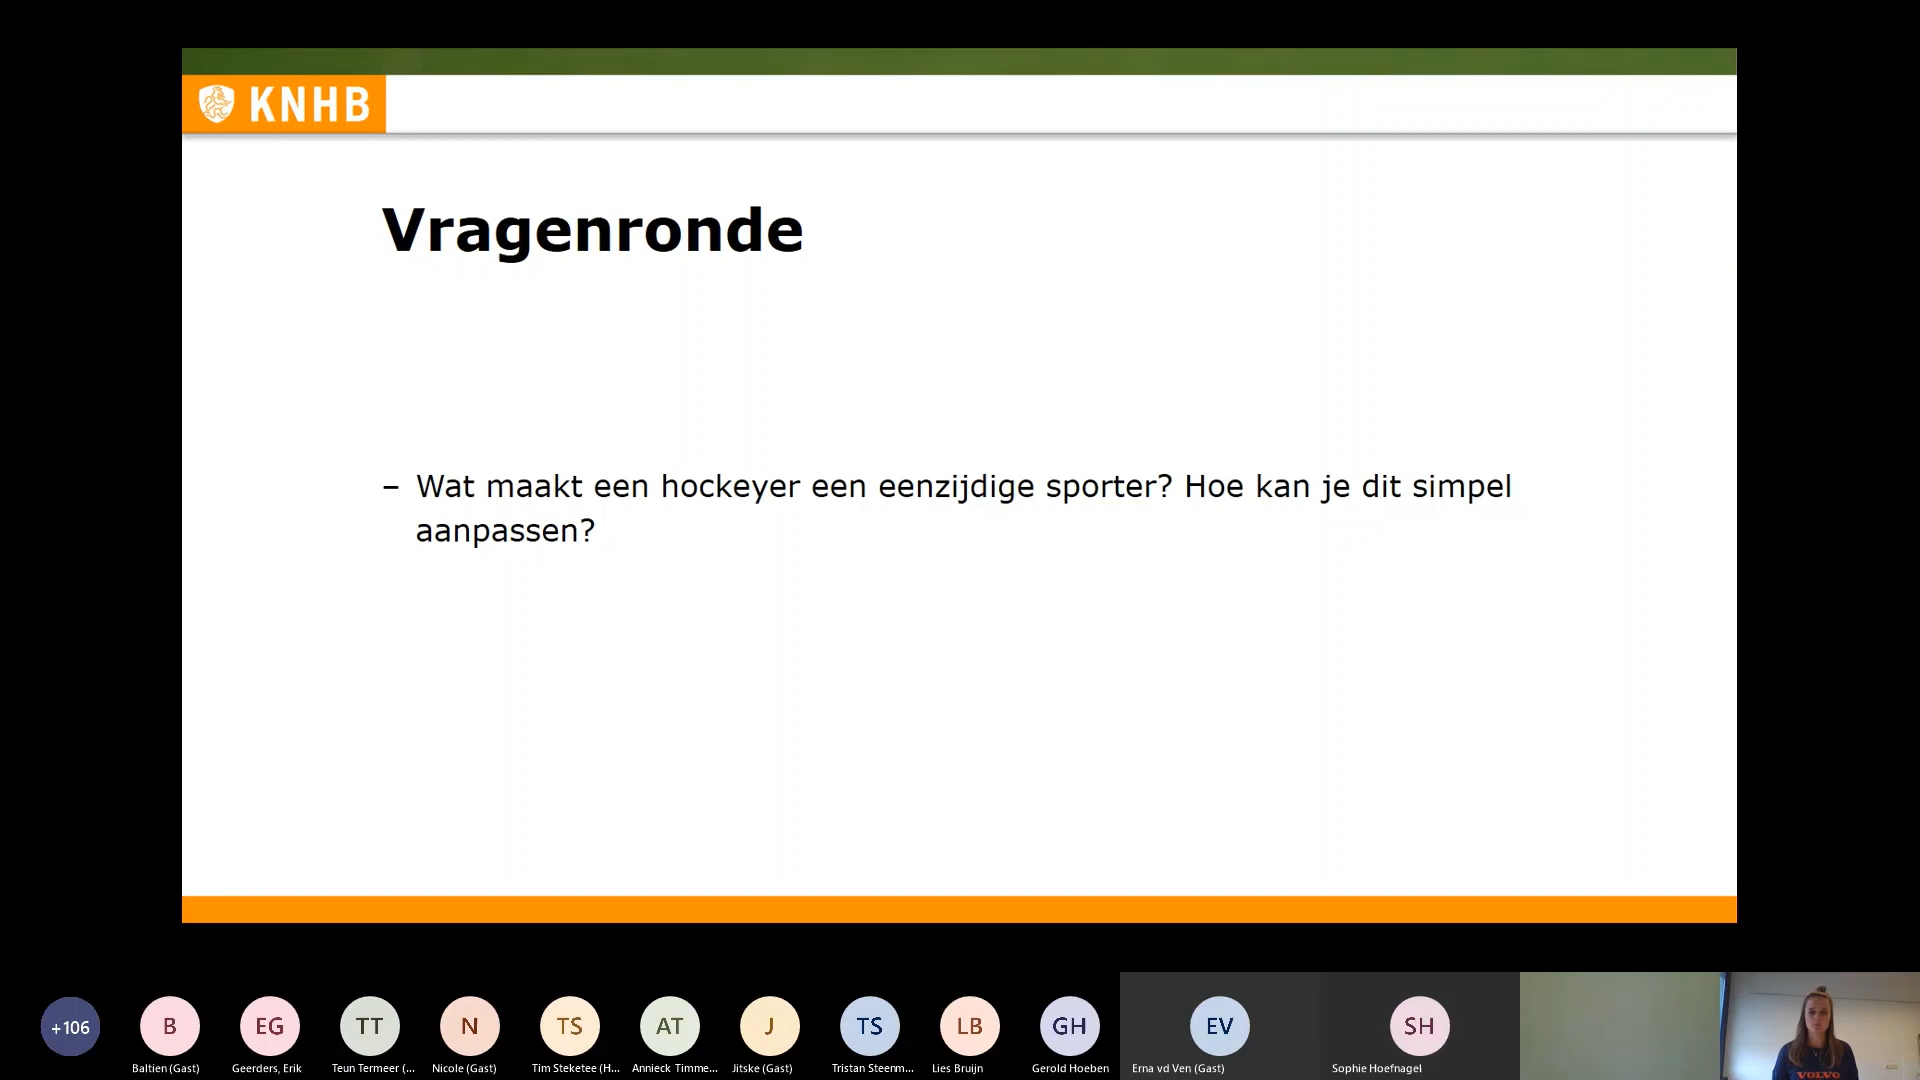 KNHB
Vragenronde
– Wat maakt een hockeyer een eenzijdige sporter? Hoe kan je dit simpel
aanpassen?
+106
B
EG
TT
N
TS
AT
J
TS
LB
GH
EV
SH
VOLVO
Baltien (Gast)
Geerders, Erik
Teun Termeer (...
Nicole (Gast)
Tim Steketee (H...
Annieck Timme...
Jitske (Gast)
Tristan Steenm...
Lies Bruijn
Gerold Hoeben
Erna vd Ven (Gast)
Sophie Hoefnagel